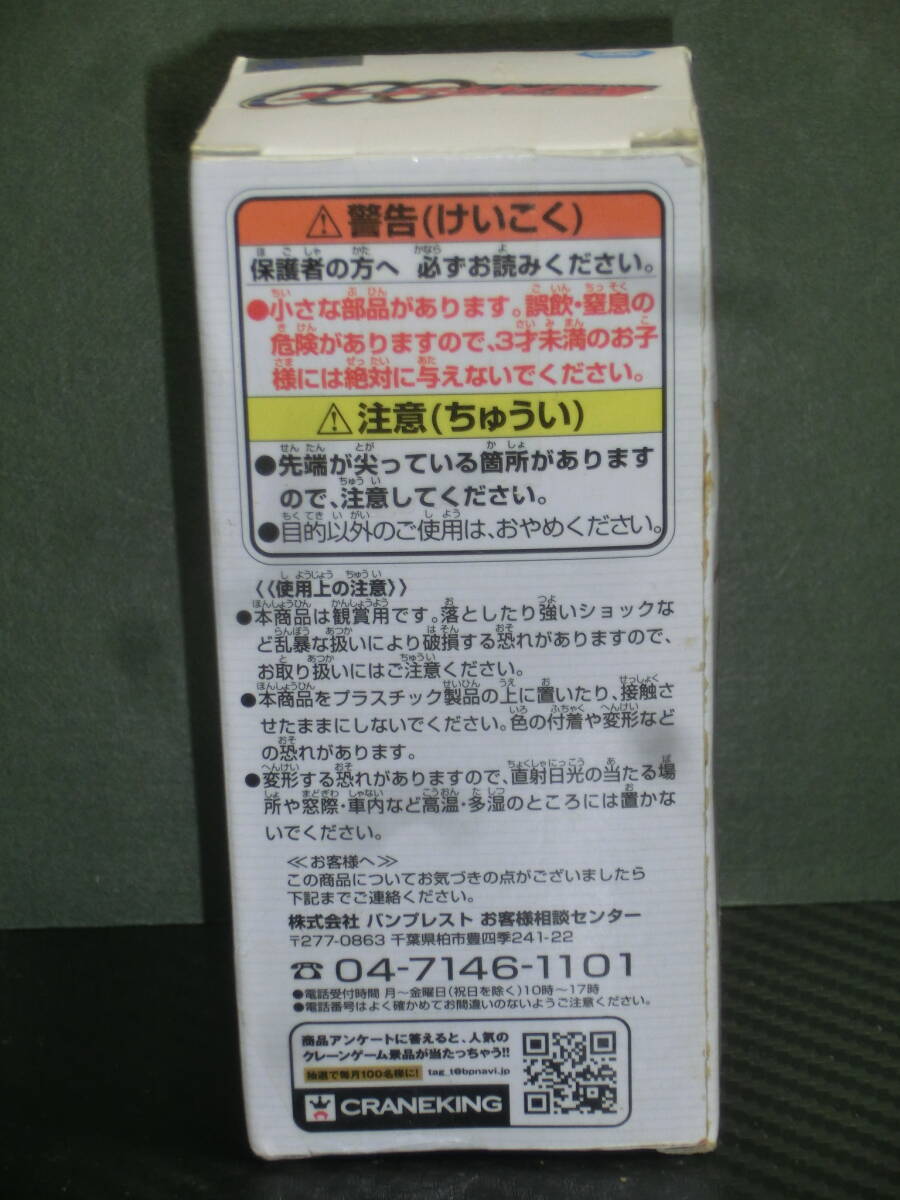 ⚠警告(けいこく)
保護者の方へ 必ずお読みください。
●小さな部品があります。誤飲・窒息の
危険がありますので、3才未満のお子
様には絶対に与えないでください。
⚠注意(ちゅうい)
●先端が尖っている箇所があります
ので、注意してください。
●目的以外のご使用は、おやめください。
《使用上の注意》
●本商品は観賞用です。落としたり強いショックな
ど乱暴な扱いにより破損する恐れがありますので、
お取り扱いにはご注意ください。
●本商品をプラスチック製品の上に置いたり、接触さ
せたままにしないでください。色の付着や変形など
の恐れがあります。
●変形する恐れがありますので、直射日光の当たる場
所や窓際・車内など高温・多湿のところには置かな
いでください。
≪お客様へ≫
この商品についてお気づきの点がございましたら
下記までご連絡ください。
株式会社 バンプレスト お客様相談センター
〒277-0863 千葉県柏市豊四季241-22
☎ 04-7146-1101
●電話受付時間 月〜金曜日(祝日を除く)10時〜17時
●電話番号はよく確かめてお間違いのないようご注意ください。
商品アンケートに答えると、人気の
クレーンゲーム景品が当たっちゃう!!
抽選で毎月100名様に! tag_t@bpnavi.jp
CRANEKING